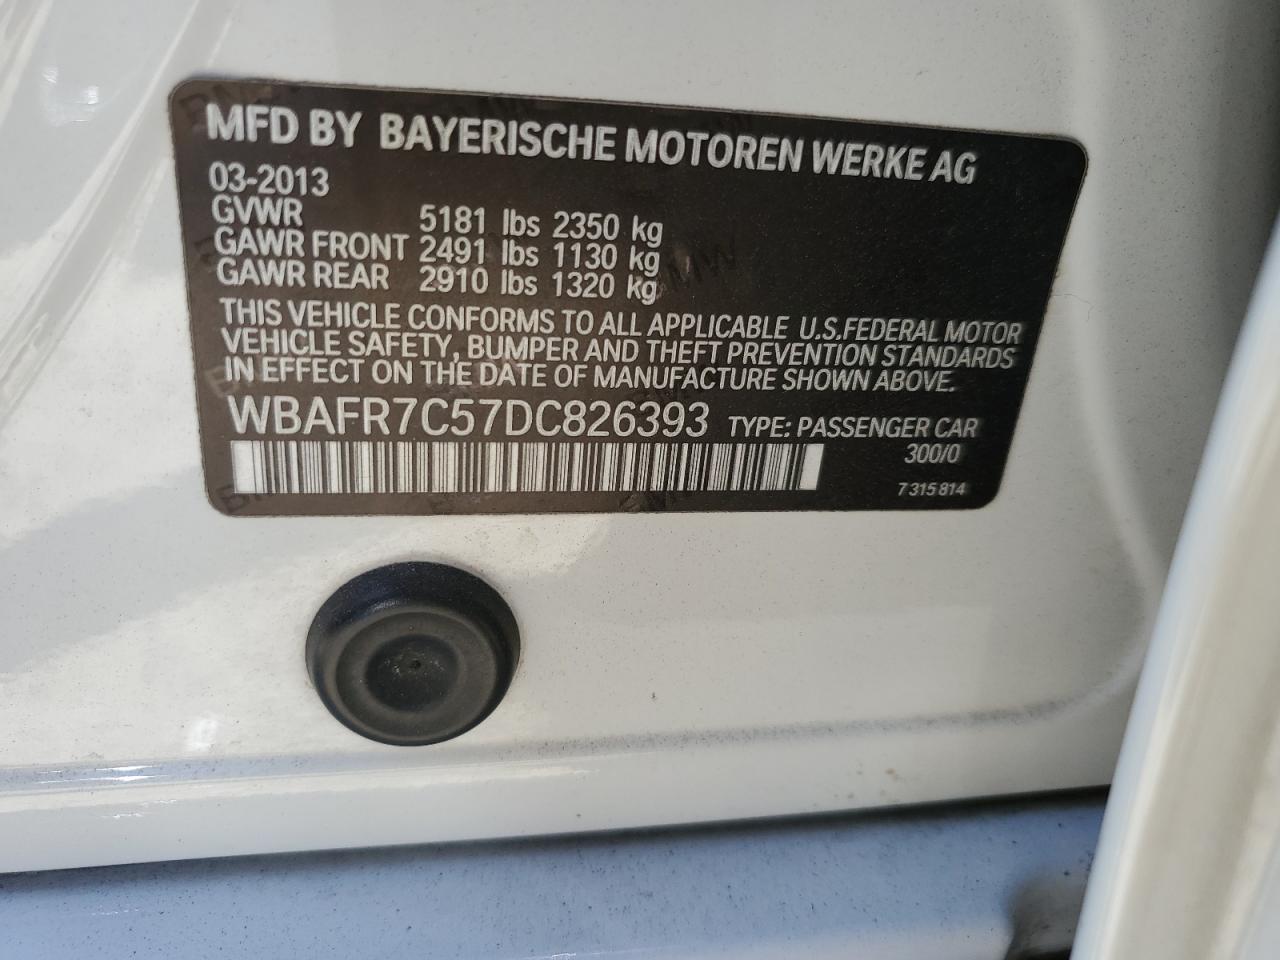 MFD BY BAYERISCHE MOTOREN WERKE AG
03-2013
GVWR 5181 lbs 2350 kg
GAWR FRONT 2491 lbs 1130 kg
GAWR REAR 2910 lbs 1320 kg
THIS VEHICLE CONFORMS TO ALL APPLICABLE U.S.FEDERAL MOTOR
VEHICLE SAFETY, BUMPER AND THEFT PREVENTION STANDARDS
IN EFFECT ON THE DATE OF MANUFACTURE SHOWN ABOVE.
WBAFR7C57DC826393 TYPE: PASSENGER CAR
300/0
7 315 814